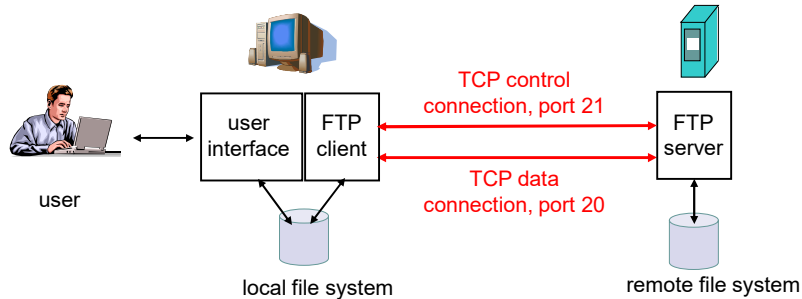 TCP control
connection, port 21
user
interface
FTP
client
FTP
server
TCP data
connection, port 20
user
local file system
remote file system